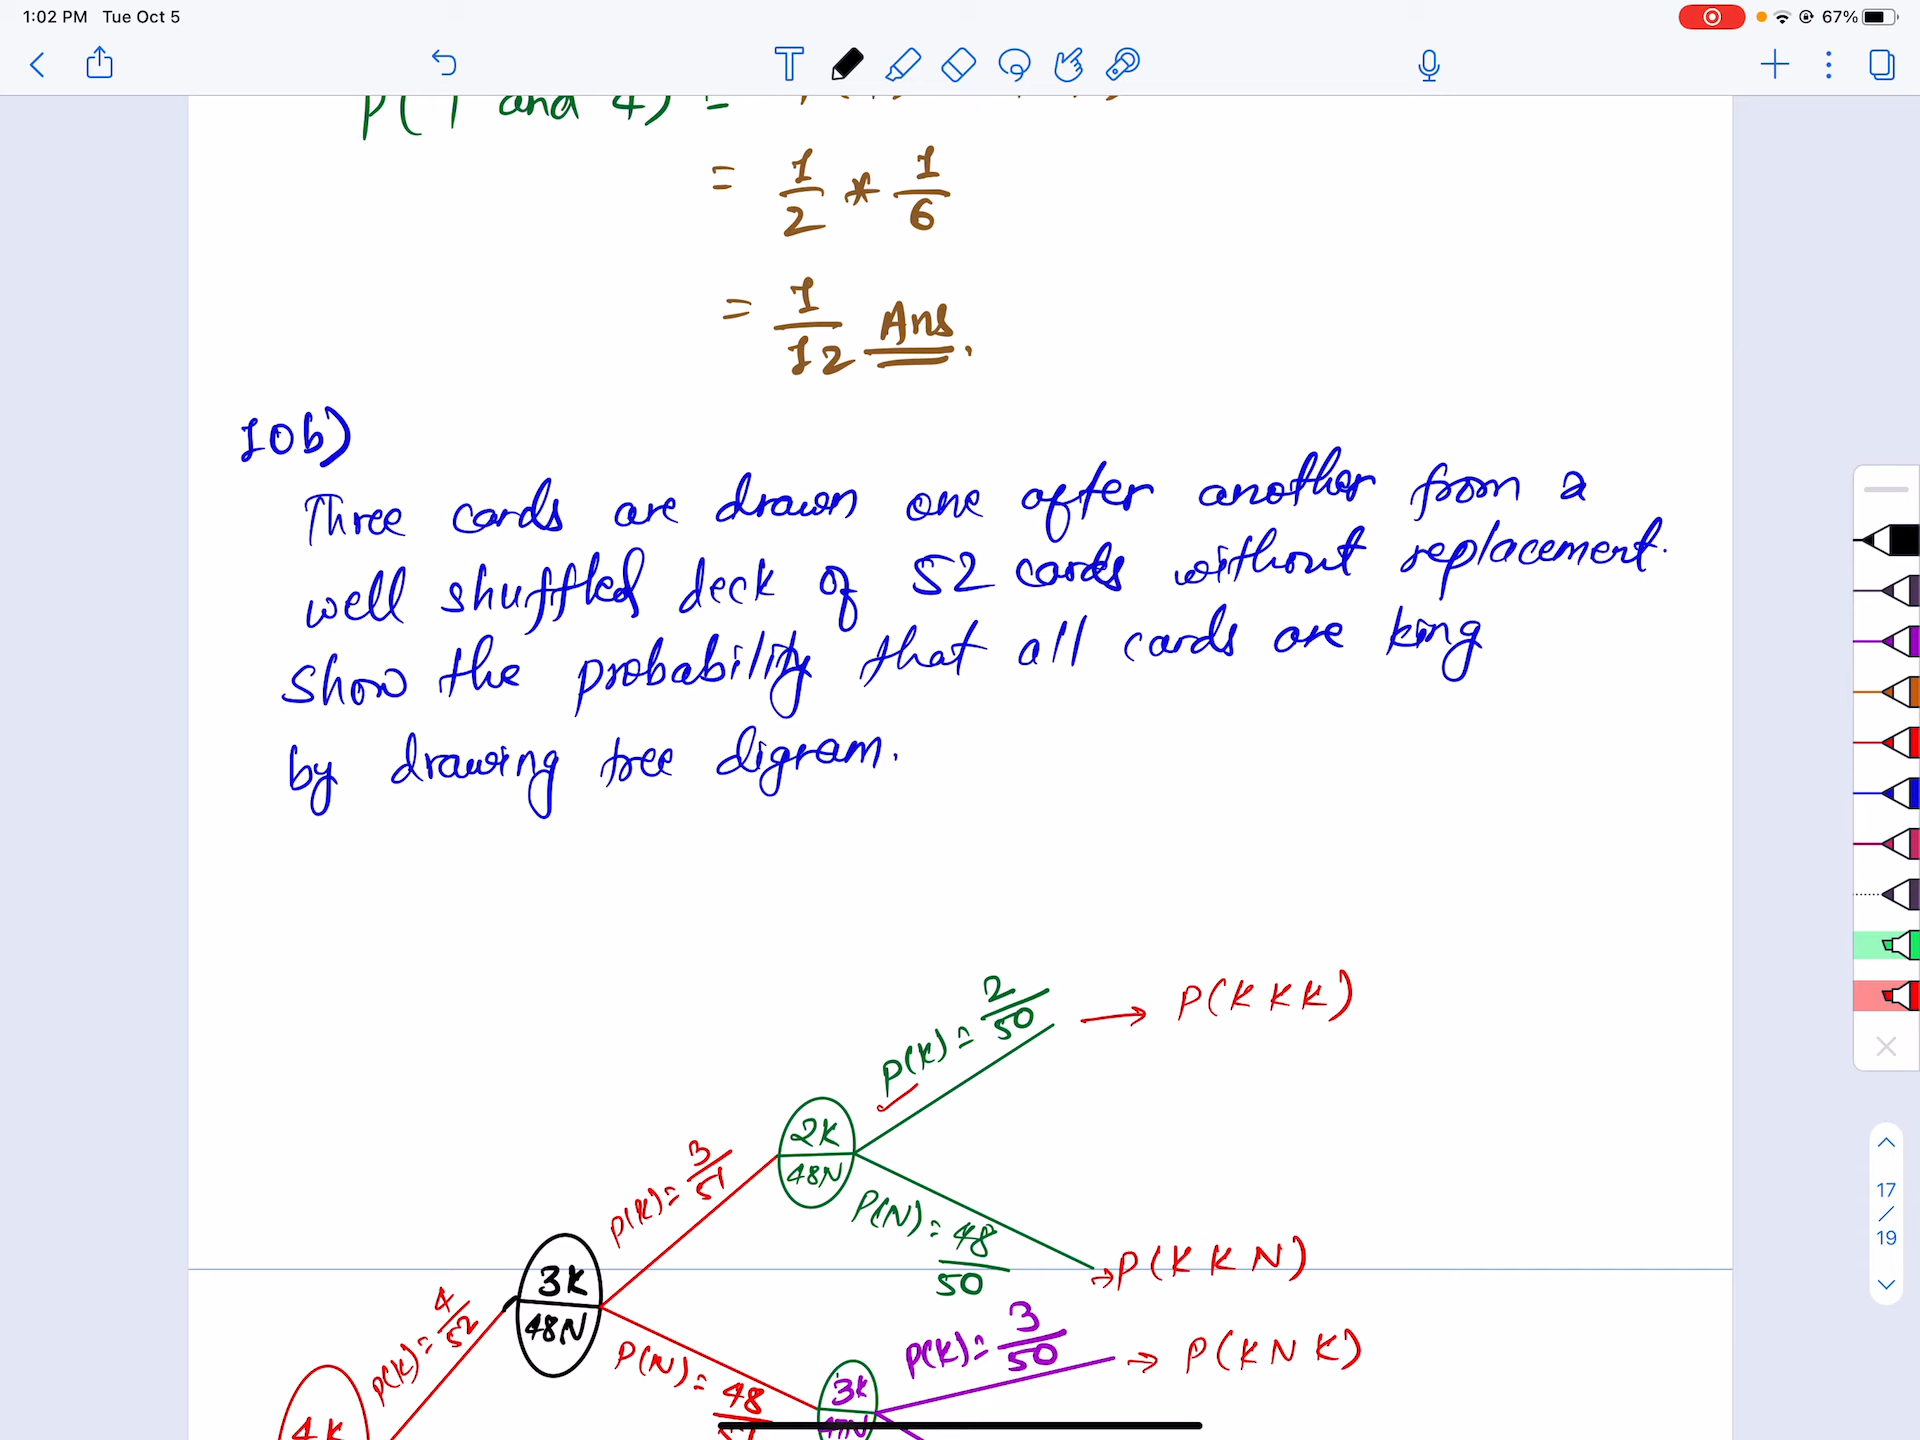 1:02 PM Tue Oct 5
67%
P(T and 4) =
= 1/2 * 1/6
= 1/12 Ans.
10b)
Three cards are drawn one after another from a
well shuffled deck of 52 cards without replacement.
show the probability that all cards are king
by drawing tree digram.
P(K) = 2/50 → P(K K K)
2K
48N
P(K) = 3/51
P(N) = 48/50
→ P(K K N)
3K
48N
P(K) = 4/52
P(K) = 3/50 → P(K N K)
P(N) = 48
3K
47N
4K
17
/
19